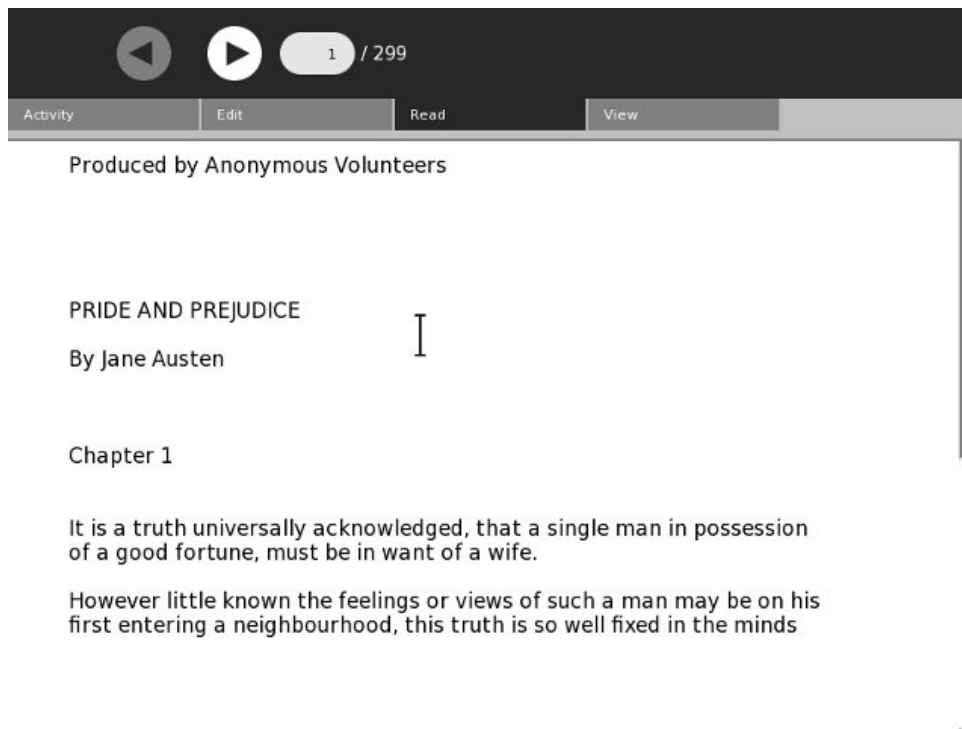 1 / 299
Activity Edit Read View
Produced by Anonymous Volunteers
PRIDE AND PREJUDICE
By Jane Austen
Chapter 1
It is a truth universally acknowledged, that a single man in possession
of a good fortune, must be in want of a wife.
However little known the feelings or views of such a man may be on his
first entering a neighbourhood, this truth is so well fixed in the minds